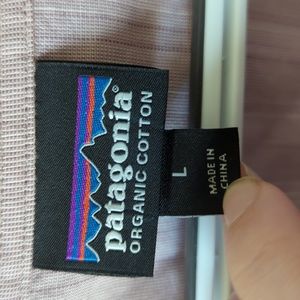 patagonia®
ORGANIC COTTON
L
MADE IN
CHINA